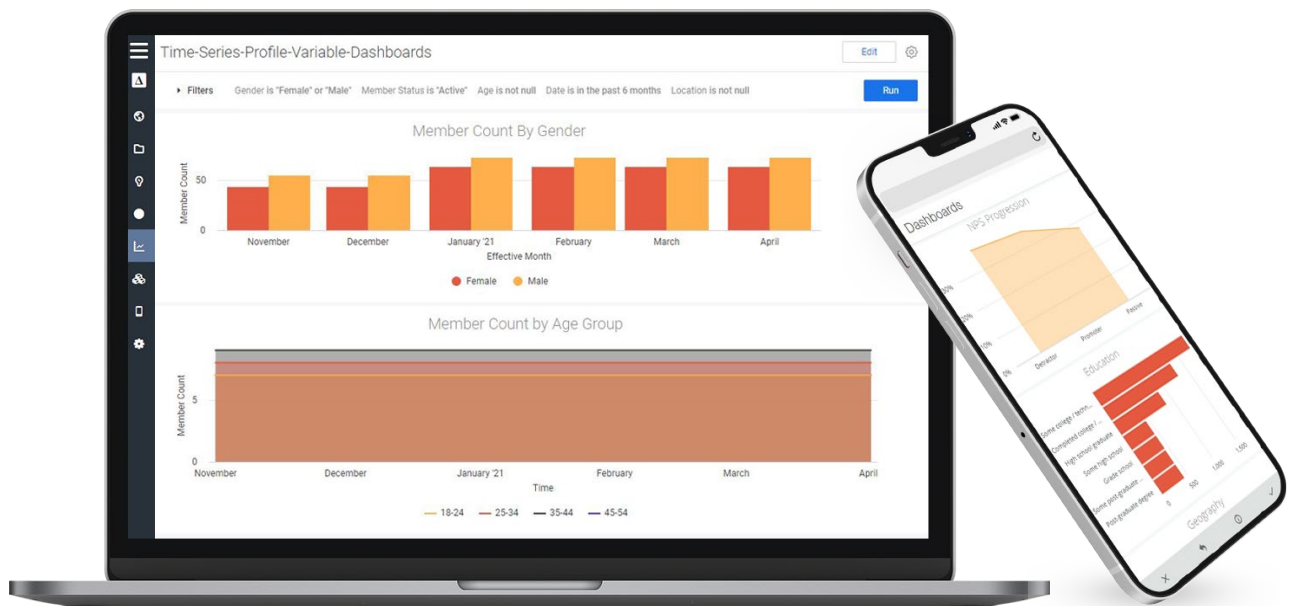 Time-Series-Profile-Variable-Dashboards
Edit
Filters Gender is "Female" or "Male" Member Status is "Active" Age is not null Date is in the past 6 months Location is not null
Run
Member Count By Gender
Member Count
50
0
November December January '21 February March April
Effective Month
Female Male
Member Count by Age Group
Member Count
5
0
November December January '21 February March April
Time
18-24 25-34 35-44 45-54
Dashboards
NPS Progression
30%
20%
10%
0%
Detractor Promoter Passive
Education
Some college / techn...
Completed college / ...
High school graduate
Some high school
Grade school
Some post-graduate ...
Post-graduate degree
0 500 1,000 1,500
Geography